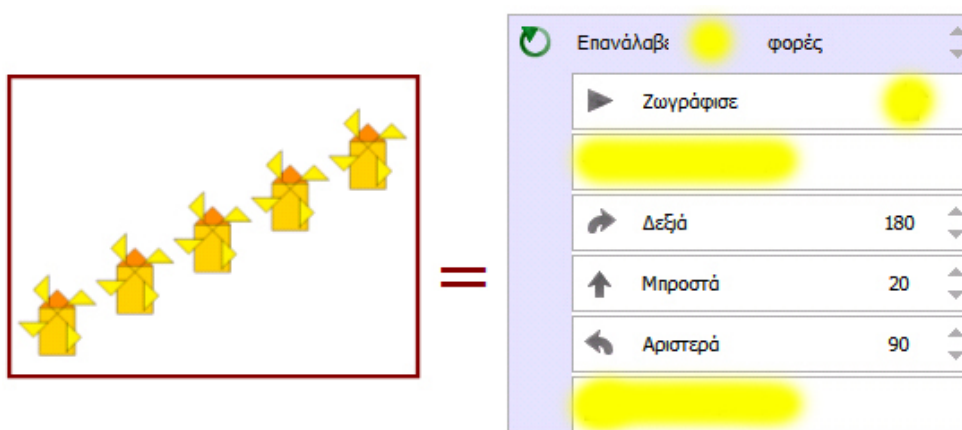 Επανάλαβε φορές
Ζωγράφισε
Δεξιά 180
Μπροστά 20
Αριστερά 90